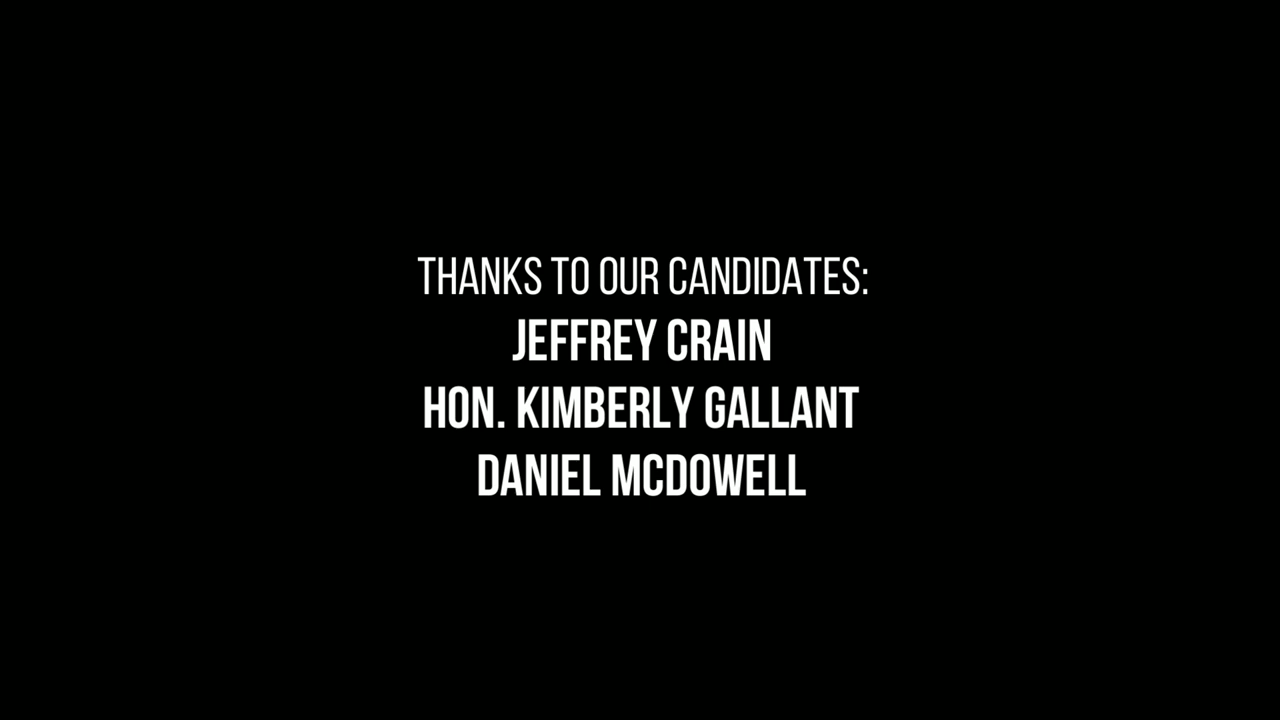 THANKS TO OUR CANDIDATES:
JEFFREY CRAIN
HON. KIMBERLY GALLANT
DANIEL MCDOWELL